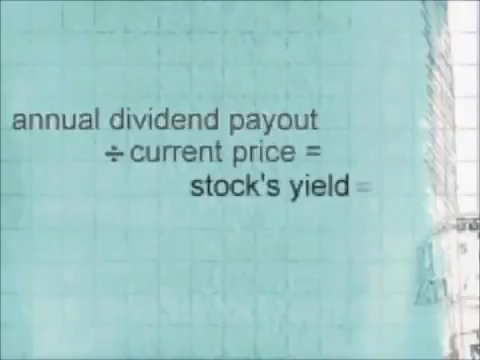 annual dividend payout
÷ current price =
stock's yield =